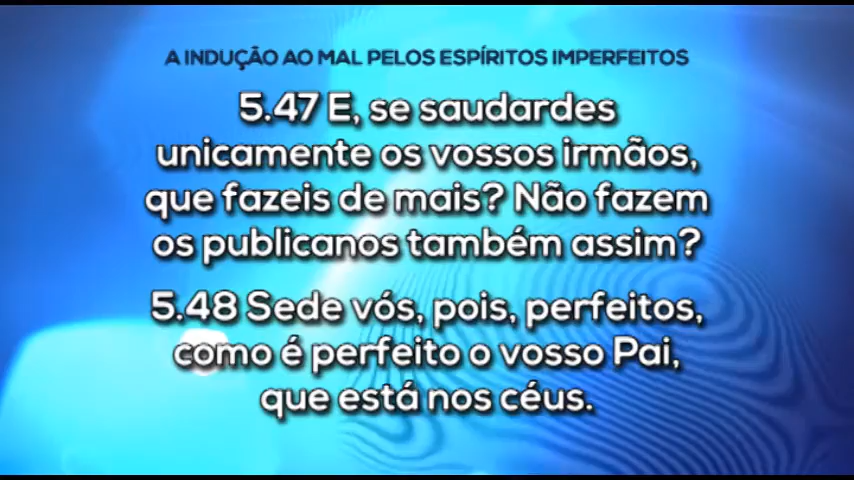 A INDUÇÃO AO MAL PELOS ESPÍRITOS IMPERFEITOS
5.47 E, se saudardes
unicamente os vossos irmãos,
que fazeis de mais? Não fazem
os publicanos também assim?
5.48 Sede vós, pois, perfeitos,
como é perfeito o vosso Pai,
que está nos céus.